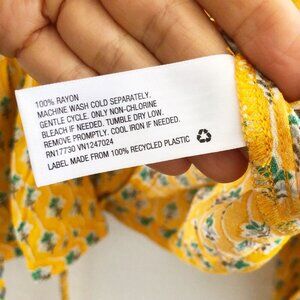 100% RAYON
MACHINE WASH COLD SEPARATELY.
GENTLE CYCLE. ONLY NON-CHLORINE
BLEACH IF NEEDED. TUMBLE DRY LOW.
REMOVE PROMPTLY. COOL IRON IF NEEDED.
RN17730 VN1247024
LABEL MADE FROM 100% RECYCLED PLASTIC